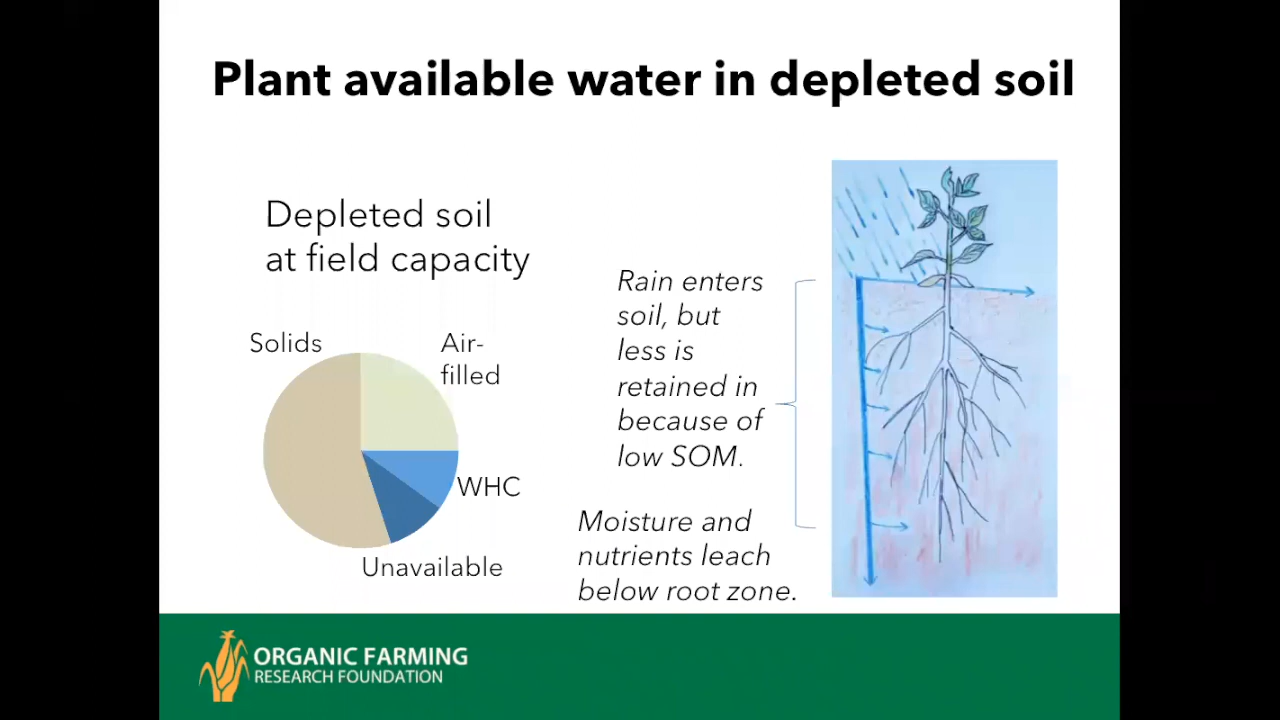 Plant available water in depleted soil
Depleted soil
at field capacity
Solids
Air-
filled
WHC
Unavailable
Rain enters
soil, but
less is
retained in
because of
low SOM.
Moisture and
nutrients leach
below root zone.
ORGANIC FARMING
RESEARCH FOUNDATION